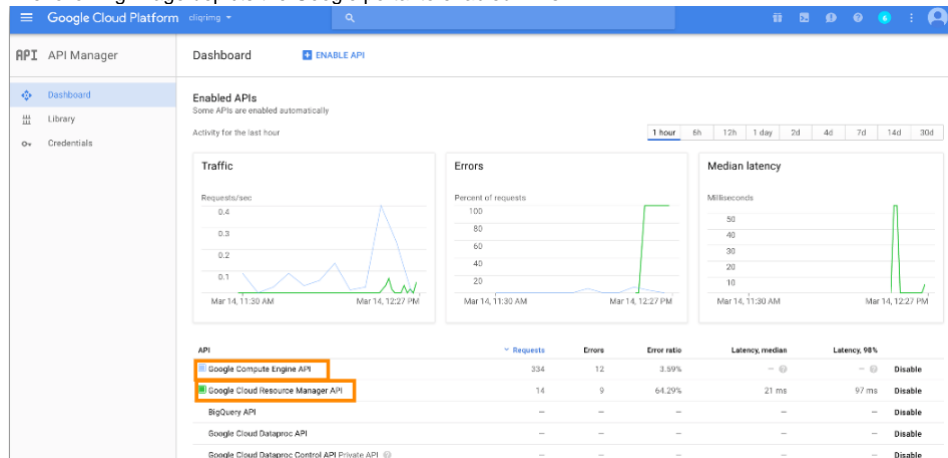 Google Cloud Platform cliqrimg
6
API API Manager
Dashboard
ENABLE API
Dashboard
Library
Credentials
Enabled APIs
Some APIs are enabled automatically
Activity for the last hour
1 hour 6h 12h 1 day 2d 4d 7d 14d 30d
Traffic
Requests/sec
0.4
0.3
0.2
0.1
Mar 14, 11:30 AM Mar 14, 12:27 PM
Errors
Percent of requests
100
80
60
40
20
Mar 14, 11:30 AM Mar 14, 12:27 PM
Median latency
Milliseconds
50
40
30
20
10
Mar 14, 11:30 AM Mar 14, 12:27 PM
API Requests Errors Error ratio Latency, median Latency, 98%
Google Compute Engine API 334 12 3.59% – – Disable
Google Cloud Resource Manager API 14 9 64.29% 21 ms 97 ms Disable
BigQuery API – – – – – Disable
Google Cloud Dataproc API – – – – – Disable
Google Cloud Dataproc Control API Private API – – – – – Disable